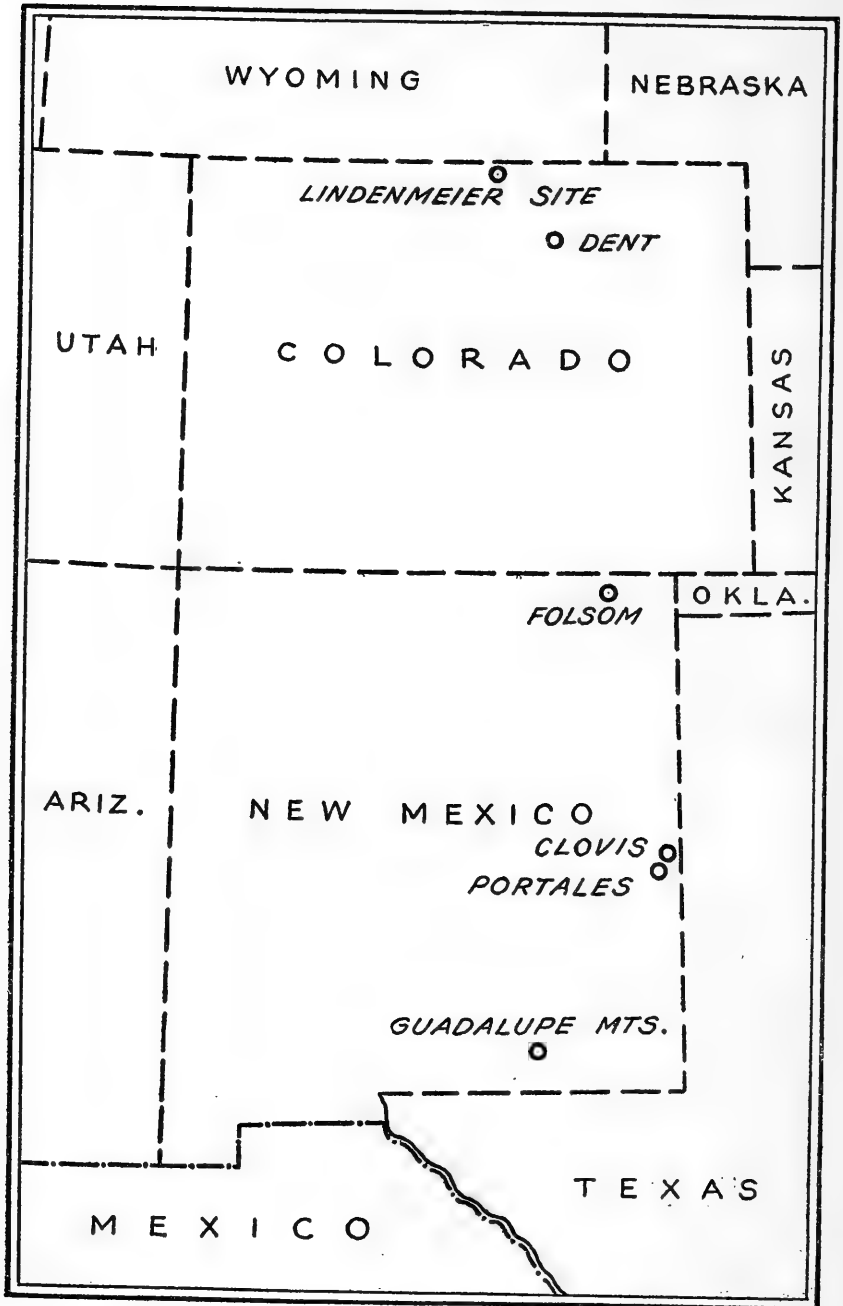 WYOMING
NEBRASKA
LINDENMEIER SITE
DENT
UTAH
COLORADO
KANSAS
OKLA.
FOLSOM
ARIZ.
NEW MEXICO
CLOVIS
PORTALES
GUADALUPE MTS.
TEXAS
MEXICO